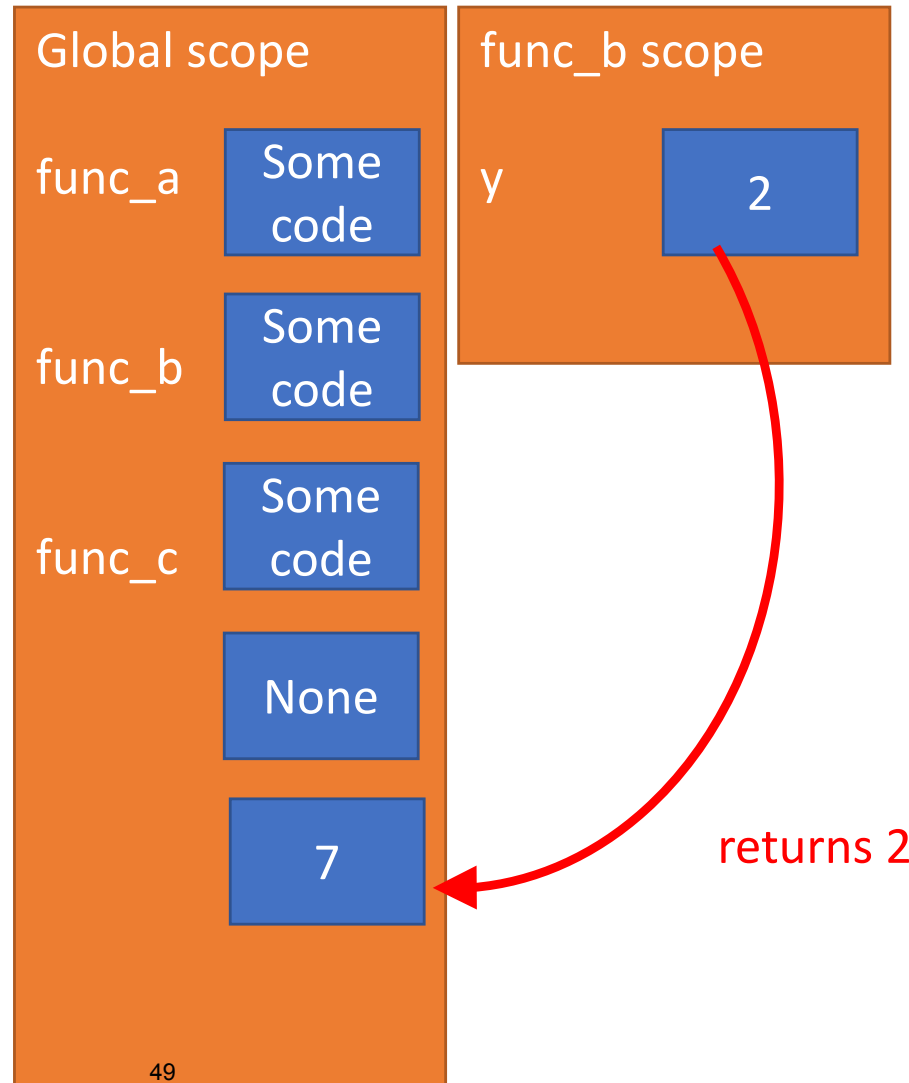 Global scope
func_a
Some
code
func_b
Some
code
func_c
Some
code
None
7
49
func_b scope
y
2
returns 2